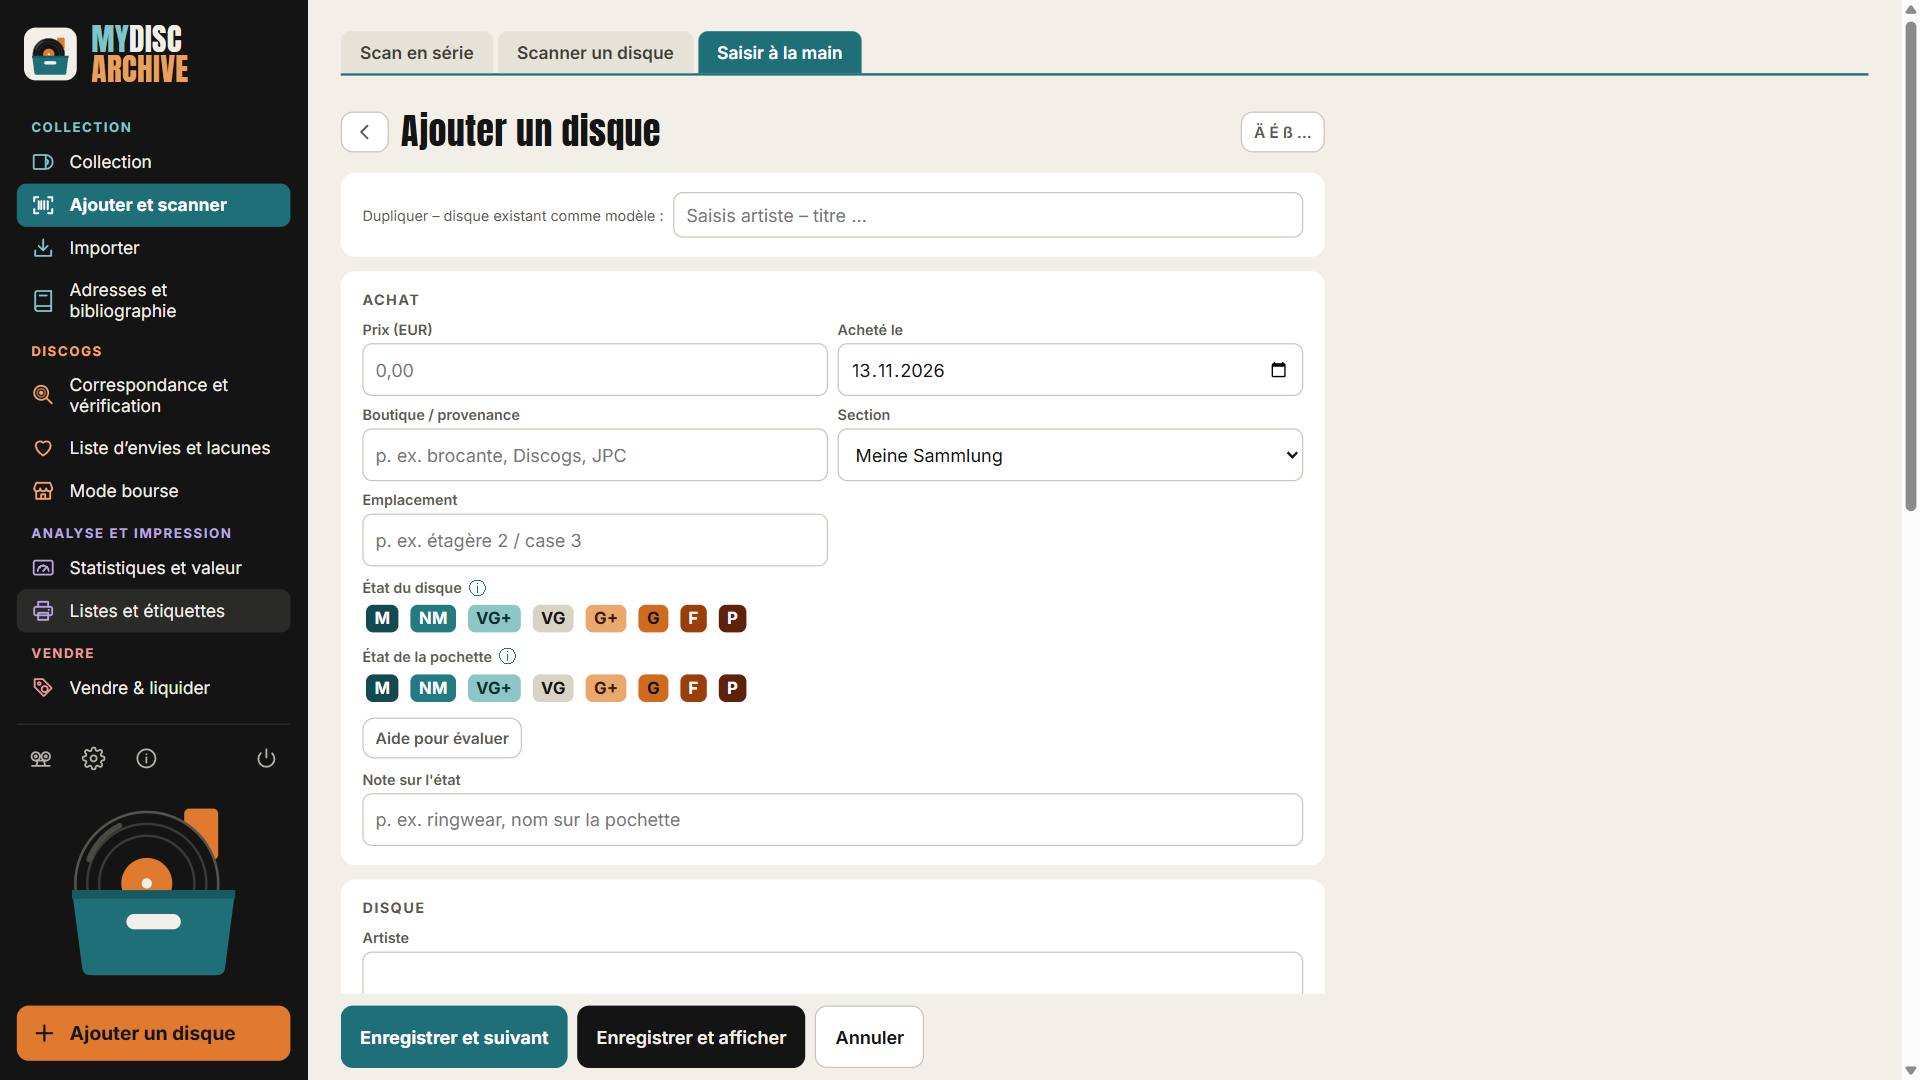 MYDISC
ARCHIVE
COLLECTION
Collection
Ajouter et scanner
Importer
Adresses et
bibliographie
DISCOGS
Correspondance et
vérification
Liste d’envies et lacunes
Mode bourse
ANALYSE ET IMPRESSION
Statistiques et valeur
Listes et étiquettes
VENDRE
Vendre & liquider
Ajouter un disque
Scan en série
Scanner un disque
Saisir à la main
Ajouter un disque
Ä É ß ...
Dupliquer – disque existant comme modèle :
Saisis artiste – titre ...
ACHAT
Prix (EUR)
Acheté le
0,00
13.11.2026
Boutique / provenance
Section
p. ex. brocante, Discogs, JPC
Meine Sammlung
Emplacement
p. ex. étagère 2 / case 3
État du disque
M NM VG+ VG G+ G F P
État de la pochette
M NM VG+ VG G+ G F P
Aide pour évaluer
Note sur l'état
p. ex. ringwear, nom sur la pochette
DISQUE
Artiste
Enregistrer et suivant
Enregistrer et afficher
Annuler